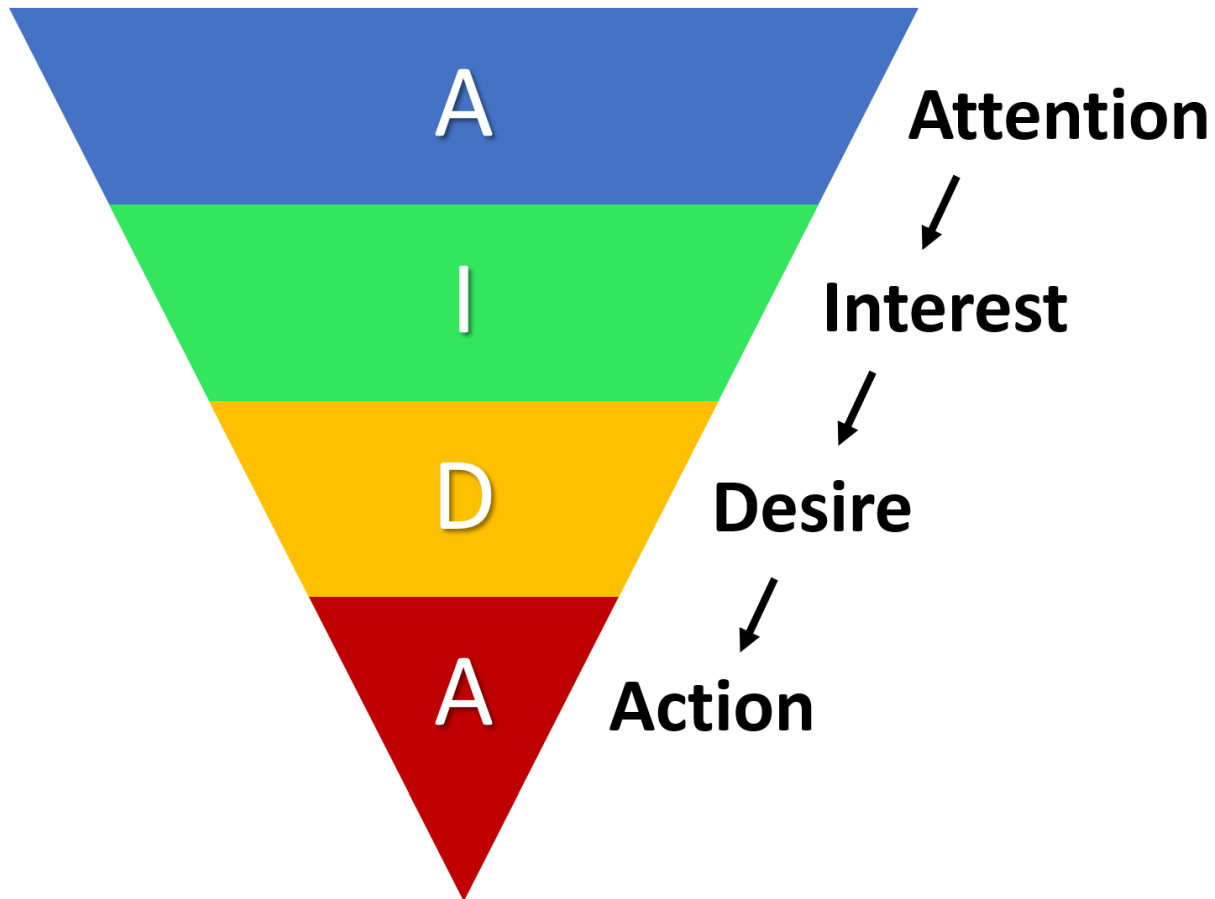 A
Attention
I
Interest
D
Desire
A
Action